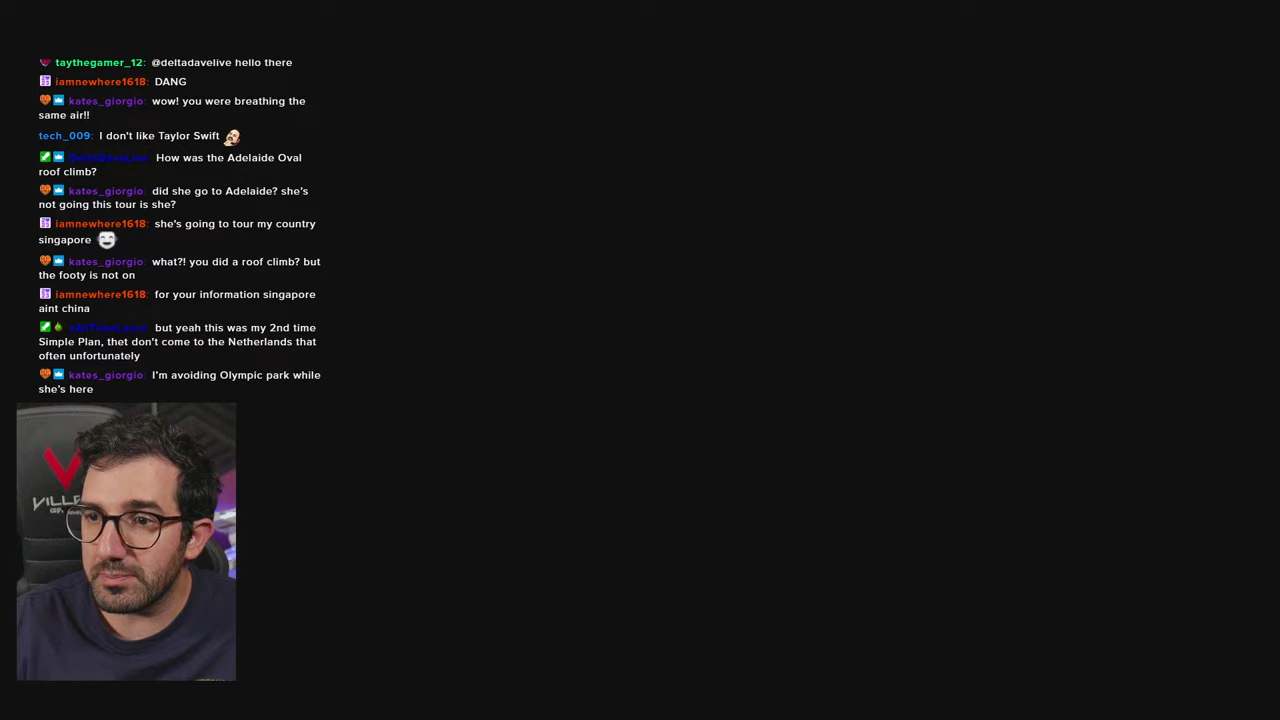 taythegamer_12: @deltadavelive hello there
iamnewhere1618: DANG
kates_giorgio: wow! you were breathing the
same air!!
tech_009: I don't like Taylor Swift
DeltaDaveLive: How was the Adelaide Oval
roof climb?
kates_giorgio: did she go to Adelaide? she's
not going this tour is she?
iamnewhere1618: she's going to tour my country
singapore
kates_giorgio: what?! you did a roof climb? but
the footy is not on
iamnewhere1618: for your information singapore
aint china
but yeah this was my 2nd time
Simple Plan, thet don't come to the Netherlands that
often unfortunately
kates_giorgio: I'm avoiding Olympic park while
she's here